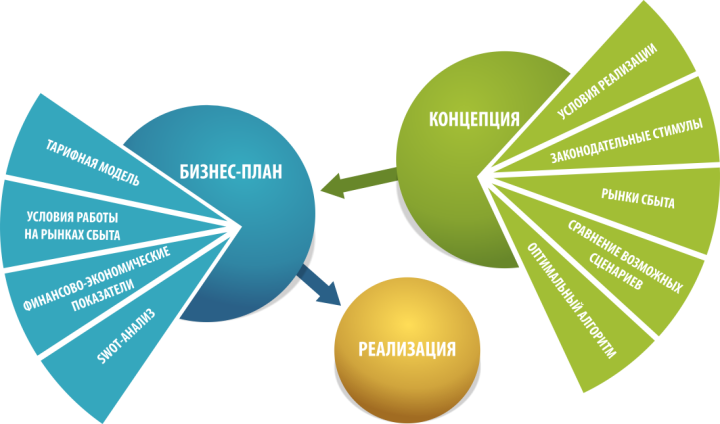 КОНЦЕПЦИЯ
УСЛОВИЯ РЕАЛИЗАЦИИ
ЗАКОНОДАТЕЛЬНЫЕ СТИМУЛЫ
РЫНКИ СБЫТА
СРАВНЕНИЕ ВОЗМОЖНЫХ
СЦЕНАРИЕВ
ОПТИМАЛЬНЫЙ АЛГОРИТМ
БИЗНЕС-ПЛАН
ТАРИФНАЯ МОДЕЛЬ
УСЛОВИЯ РАБОТЫ
НА РЫНКАХ СБЫТА
ФИНАНСОВО-ЭКОНОМИЧЕСКИЕ
ПОКАЗАТЕЛИ
SWOT-АНАЛИЗ
РЕАЛИЗАЦИЯ